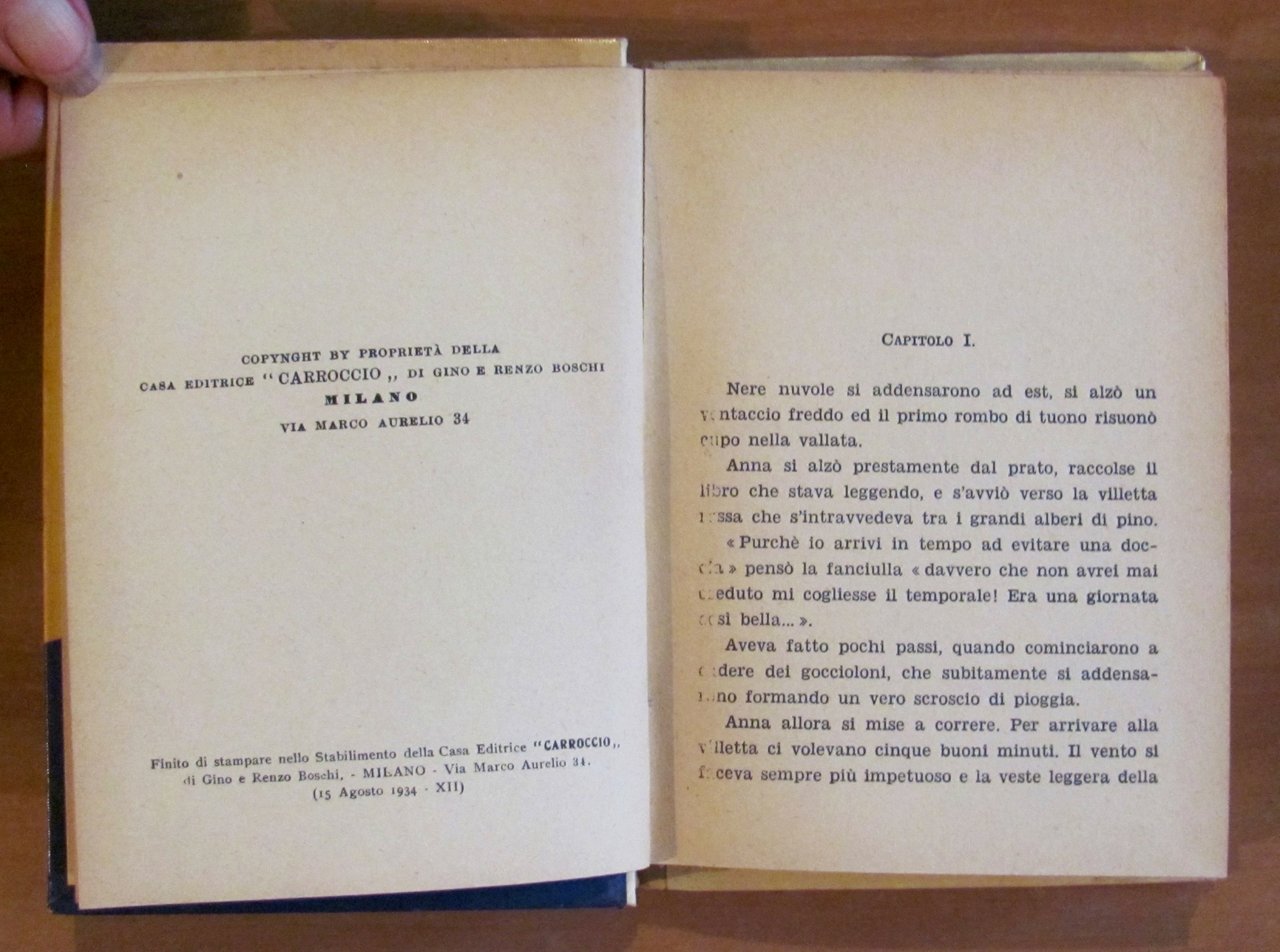 COPYNGHT BY PROPRIETÀ DELLA
CASA EDITRICE “ CARROCCIO „ DI GINO E RENZO BOSCHI
MILANO
VIA MARCO AURELIO 34
Finito di stampare nello Stabilimento della Casa Editrice “CARROCCIO„
di Gino e Renzo Boschi. - MILANO - Via Marco Aurelio 34.
(15 Agosto 1934 - XII)
CAPITOLO I.
Nere nuvole si addensarono ad est, si alzò un
ventaccio freddo ed il primo rombo di tuono risuonò
cupo nella vallata.
Anna si alzò prestamente dal prato, raccolse il
libro che stava leggendo, e s'avviò verso la villetta
rossa che s'intravvedeva tra i grandi alberi di pino.
« Purchè io arrivi in tempo ad evitare una doc-
cia » pensò la fanciulla « davvero che non avrei mai
creduto mi cogliesse il temporale! Era una giornata
così bella... ».
Aveva fatto pochi passi, quando cominciarono a
cadere dei goccioloni, che subitamente si addensa-
rono formando un vero scroscio di pioggia.
Anna allora si mise a correre. Per arrivare alla
villetta ci volevano cinque buoni minuti. Il vento si
faceva sempre più impetuoso e la veste leggera della